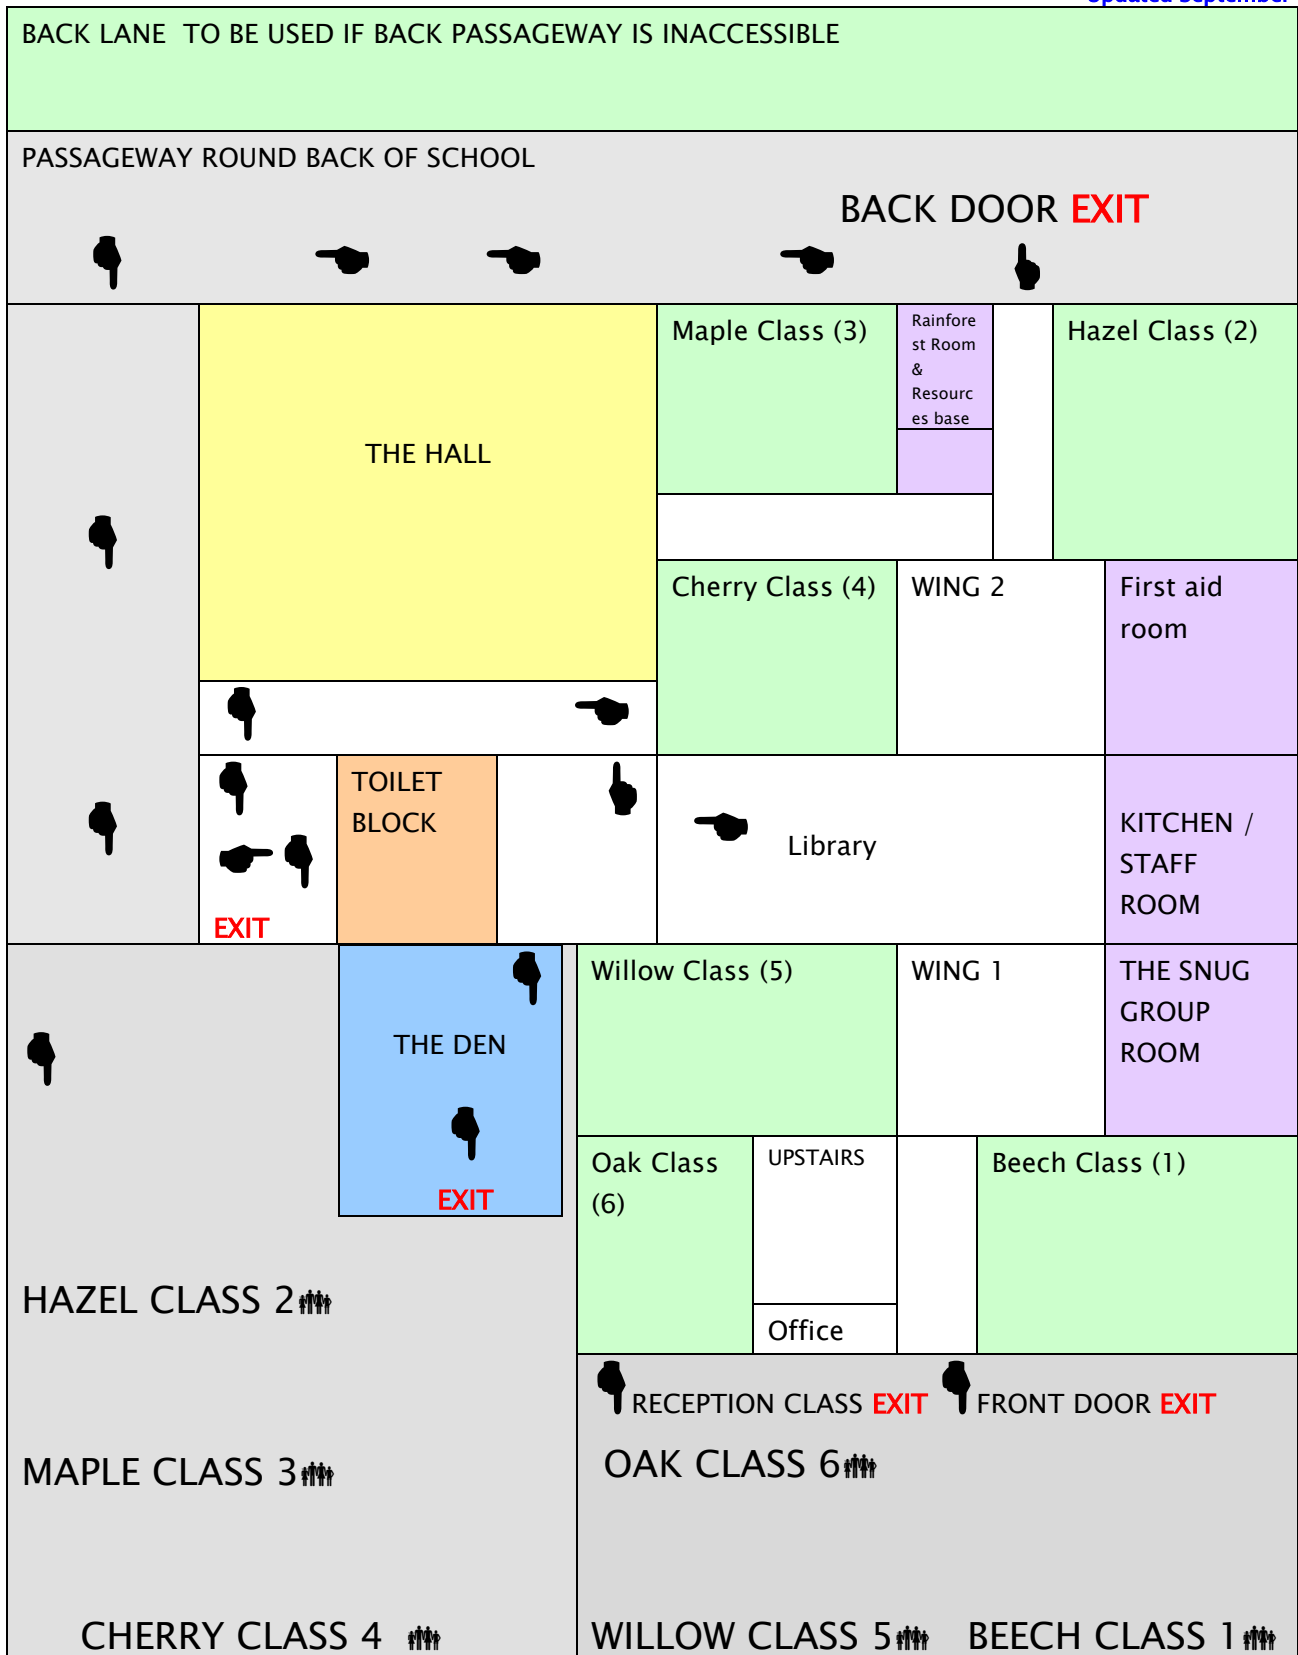 Updated September
BACK LANE  TO BE USED IF BACK PASSAGEWAY IS INACCESSIBLE
PASSAGEWAY ROUND BACK OF SCHOOL
BACK DOOR EXIT
Maple Class (3)
Rainfore
st Room
&
Resourc
es base
Hazel Class (2)
THE HALL
Cherry Class (4)
WING 2
First aid
room
TOILET
BLOCK
EXIT
Library
KITCHEN /
STAFF
ROOM
THE DEN
EXIT
Willow Class (5)
WING 1
THE SNUG
GROUP
ROOM
Oak Class
(6)
UPSTAIRS
Office
Beech Class (1)
HAZEL CLASS 2
RECEPTION CLASS EXIT
FRONT DOOR EXIT
MAPLE CLASS 3
OAK CLASS 6
CHERRY CLASS 4
WILLOW CLASS 5
BEECH CLASS 1